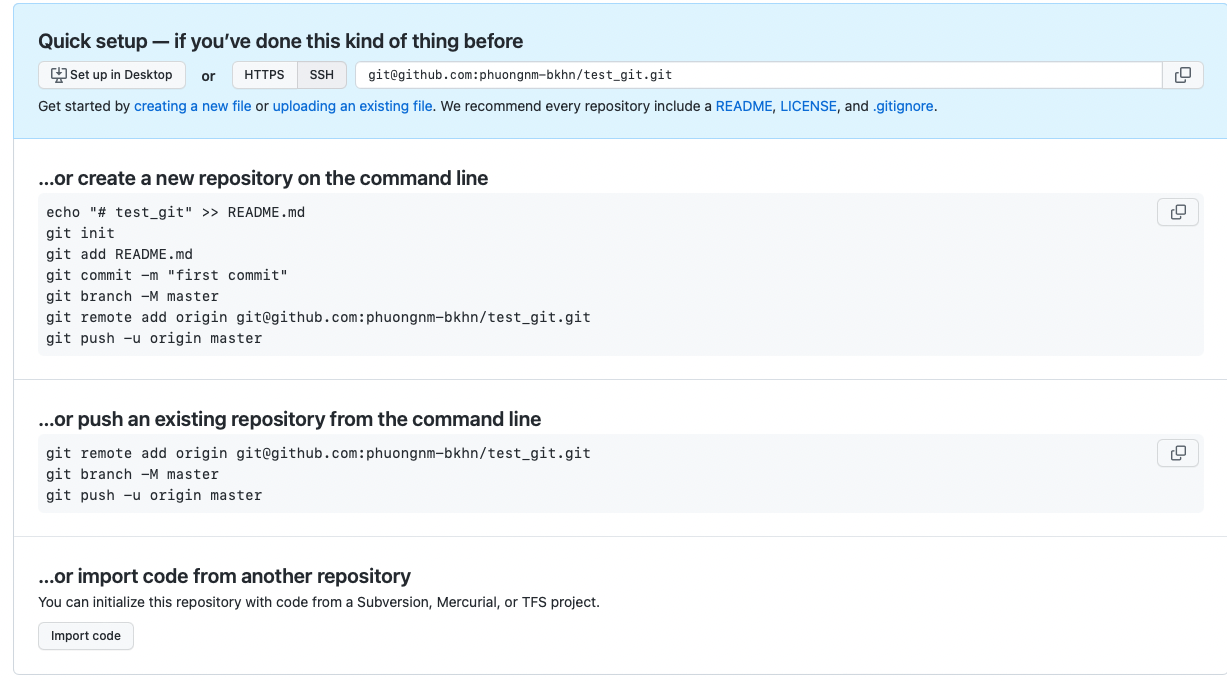 Quick setup — if you’ve done this kind of thing before
Set up in Desktop or HTTPS SSH git@github.com:phuongnm-bkhn/test_git.git
Get started by creating a new file or uploading an existing file. We recommend every repository include a README, LICENSE, and .gitignore.
…or create a new repository on the command line
echo "# test_git" >> README.md
git init
git add README.md
git commit -m "first commit"
git branch -M master
git remote add origin git@github.com:phuongnm-bkhn/test_git.git
git push -u origin master
…or push an existing repository from the command line
git remote add origin git@github.com:phuongnm-bkhn/test_git.git
git branch -M master
git push -u origin master
…or import code from another repository
You can initialize this repository with code from a Subversion, Mercurial, or TFS project.
Import code